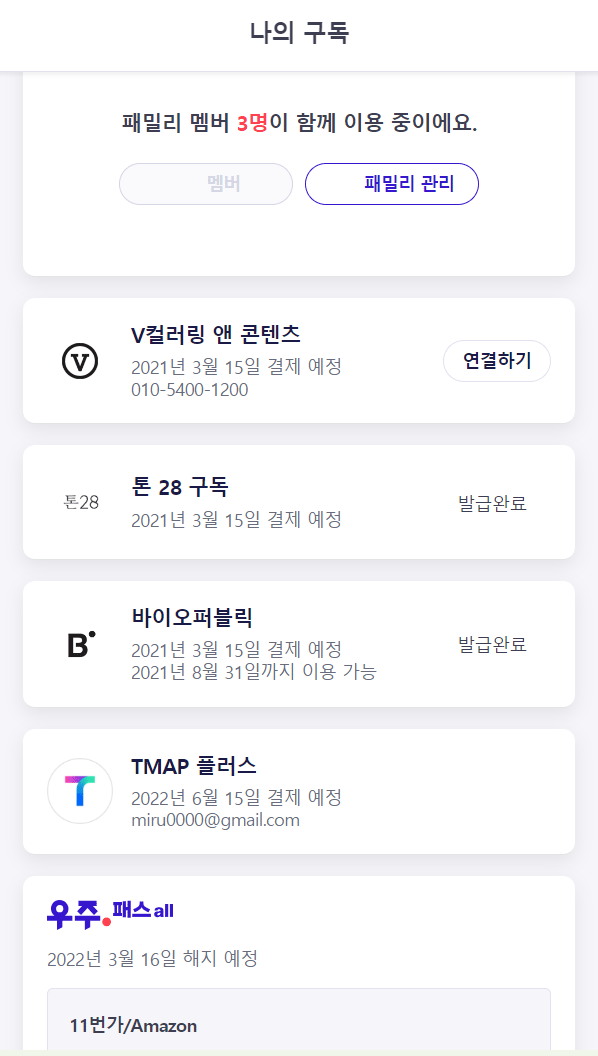 나의 구독
패밀리 멤버 3명이 함께 이용 중이에요.
멤버
패밀리 관리
V
V컬러링 앤 콘텐츠
2021년 3월 15일 결제 예정
010-5400-1200
연결하기
톤28
톤 28 구독
2021년 3월 15일 결제 예정
발급완료
B
바이오퍼블릭
2021년 3월 15일 결제 예정
2021년 8월 31일까지 이용 가능
발급완료
T
TMAP 플러스
2022년 6월 15일 결제 예정
miru0000@gmail.com
우주.패스 all
2022년 3월 16일 해지 예정
11번가/Amazon